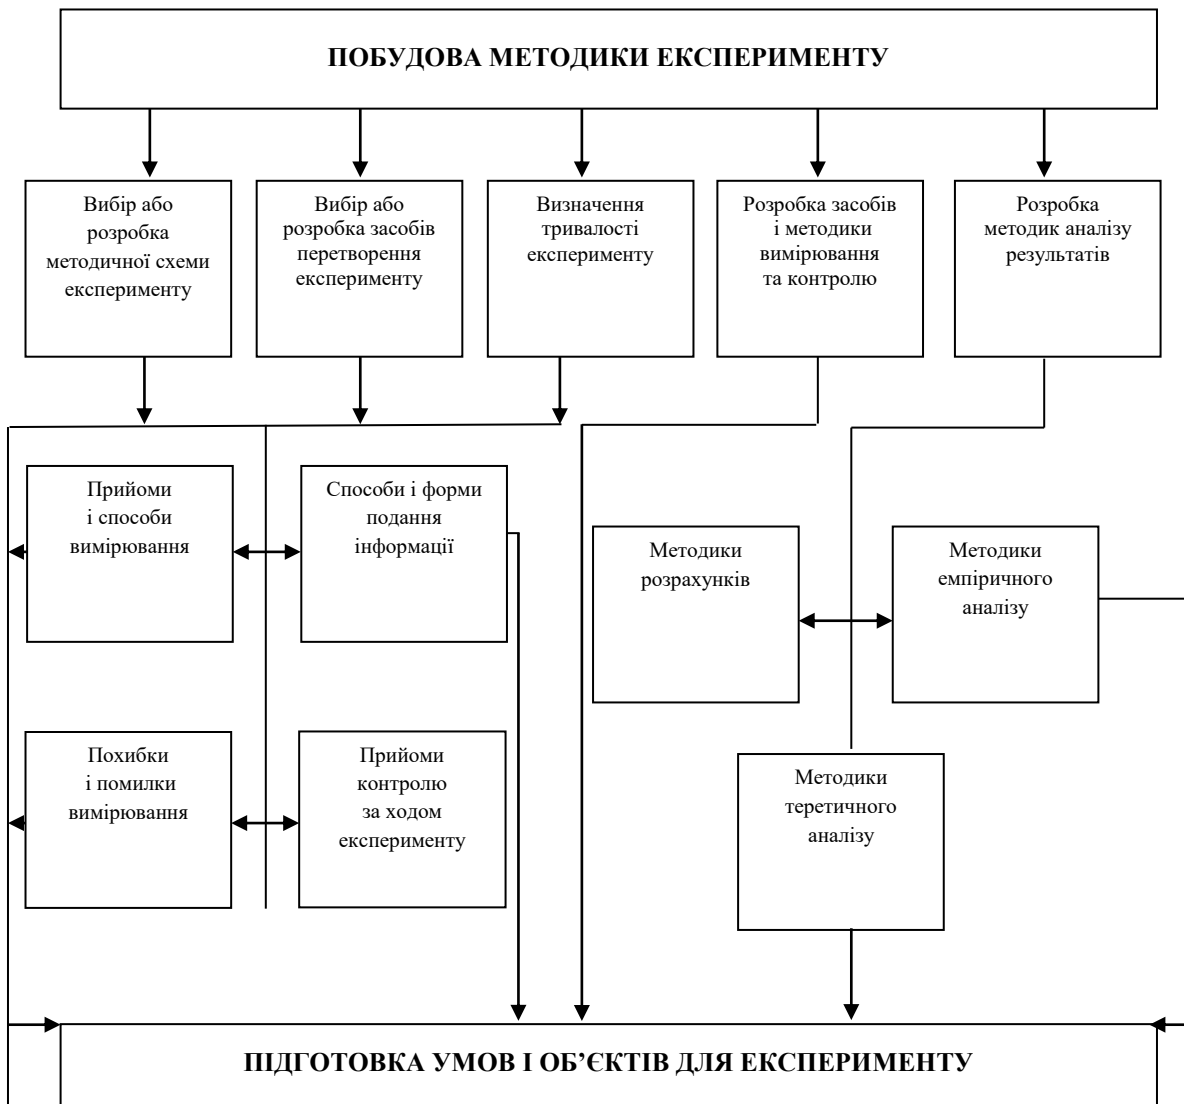 ПОБУДОВА МЕТОДИКИ ЕКСПЕРИМЕНТУ
Вибір або
розробка
методичної схеми
експерименту
Вибір або
розробка засобів
перетворення
експерименту
Визначення
тривалості
експерименту
Розробка засобів
і методики
вимірювання
та контролю
Розробка
методик аналізу
результатів
Прийоми
і способи
вимірювання
Способи і форми
подання
інформації
Методики
розрахунків
Методики
емпіричного
аналізу
Похибки
і помилки
вимірювання
Прийоми
контролю
за ходом
експерименту
Методики
теретичного
аналізу
ПІДГОТОВКА УМОВ І ОБ’ЄКТІВ ДЛЯ ЕКСПЕРИМЕНТУ